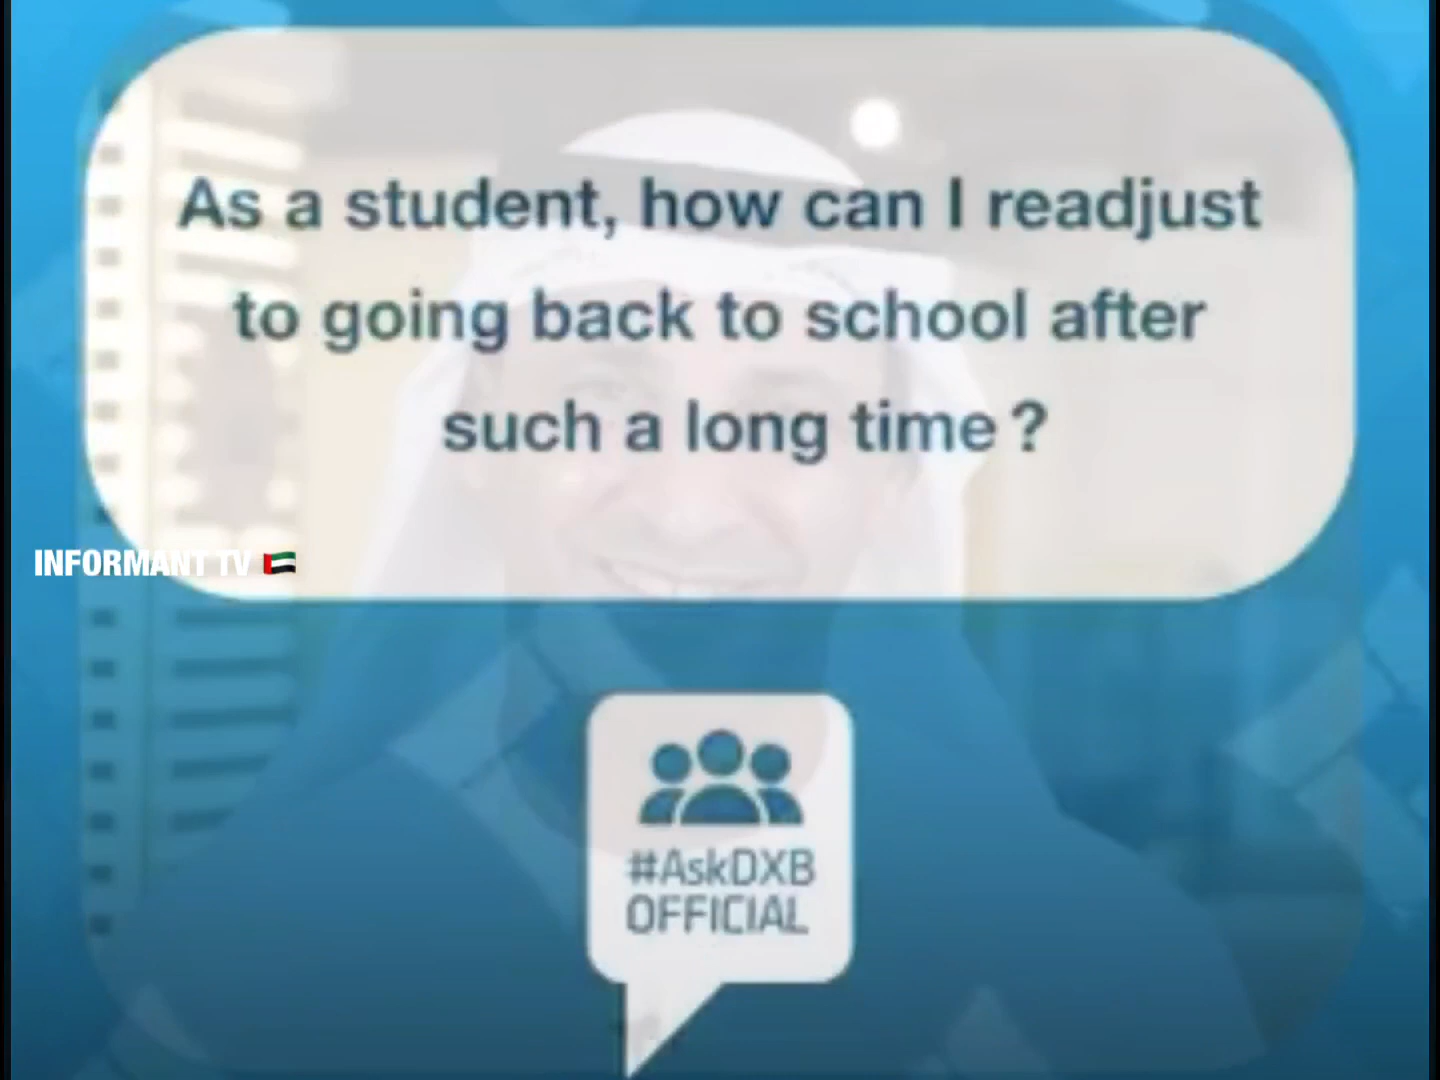 As a student, how can I readjust
to going back to school after
such a long time ?
INFORMANT TV
#AskDXB
OFFICIAL